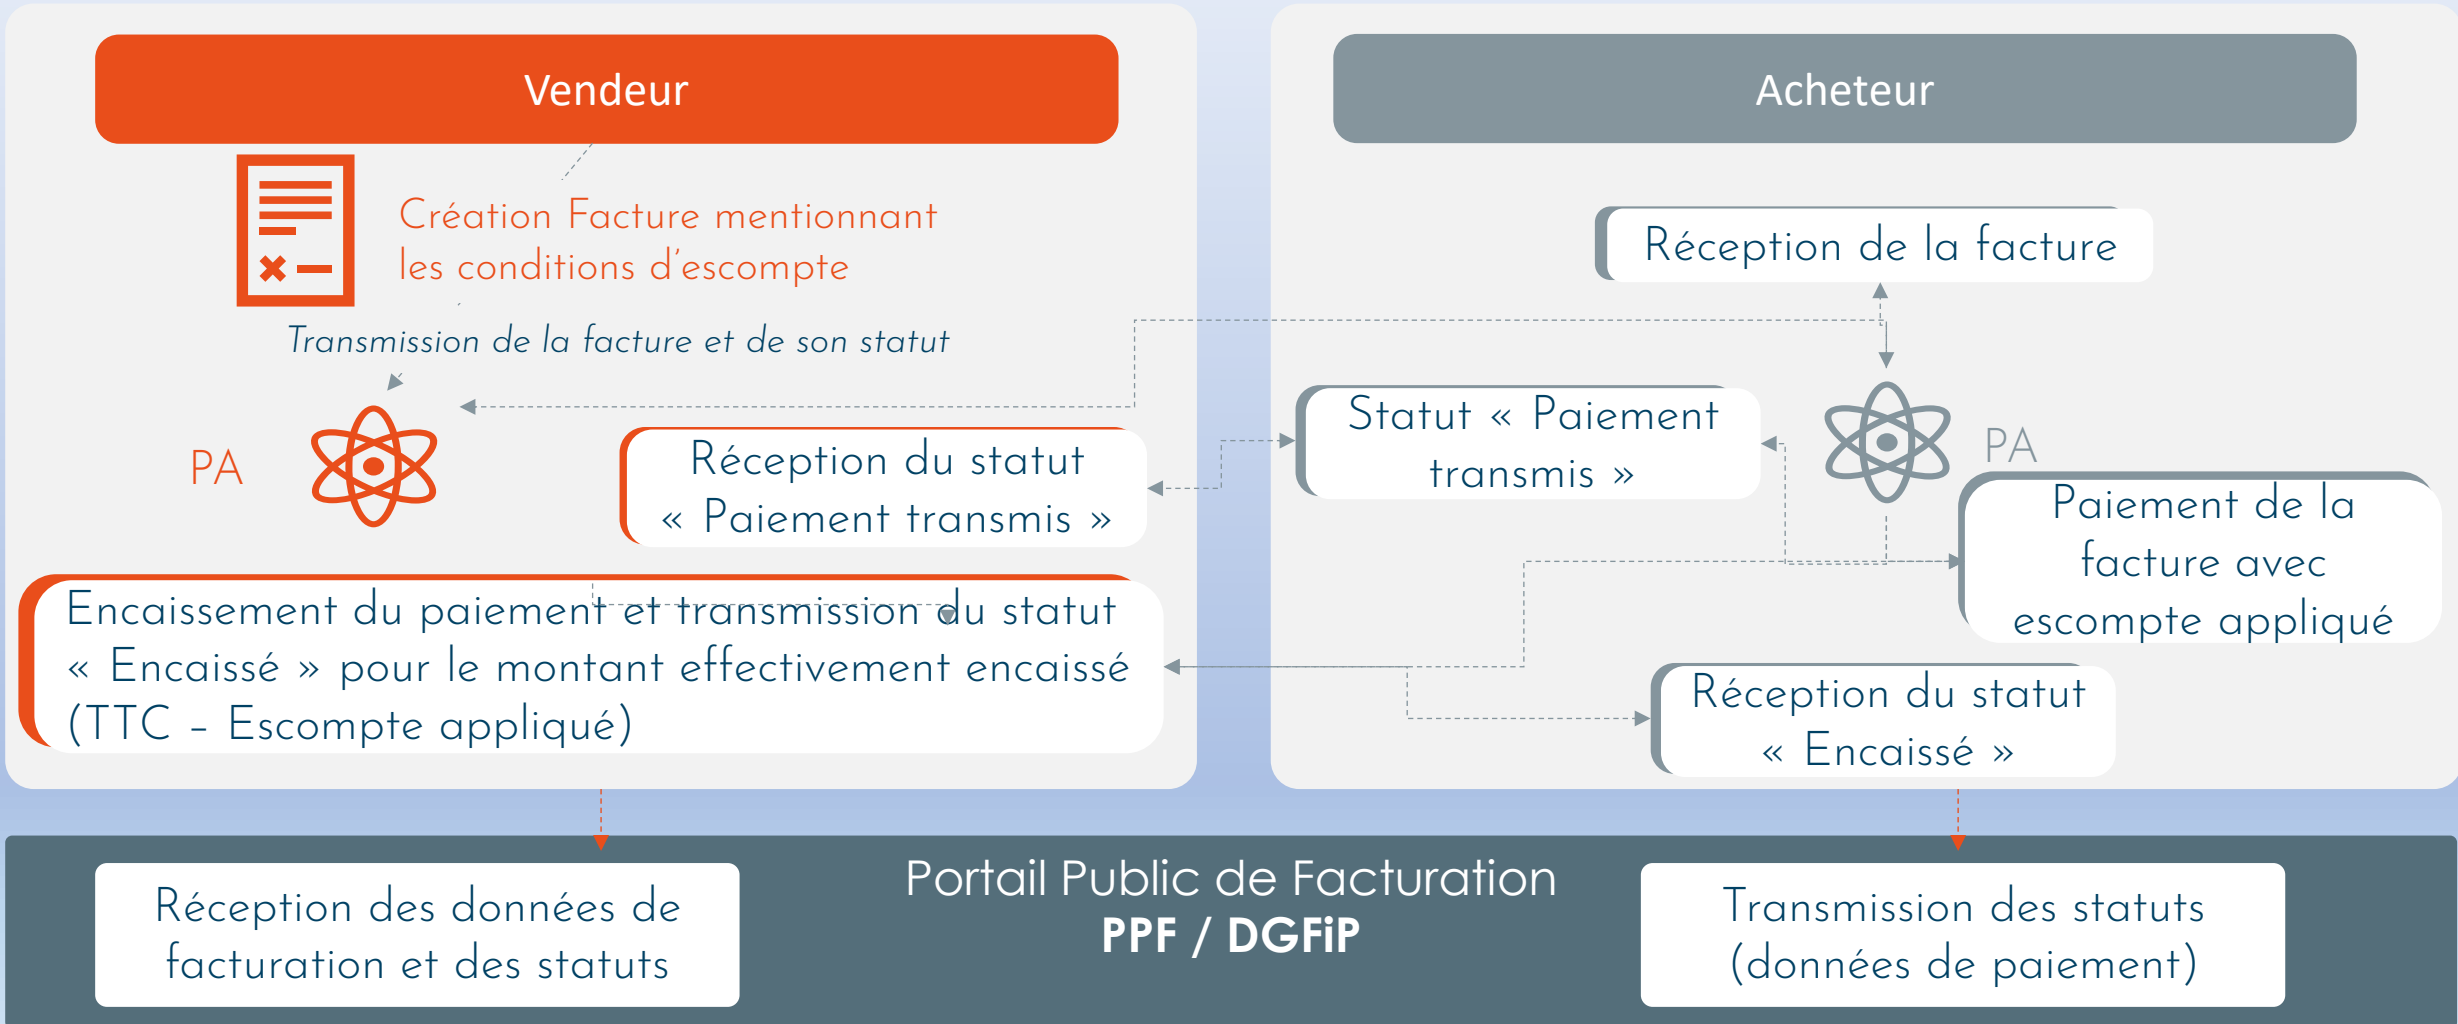 Vendeur
Création Facture mentionnant
les conditions d’escompte
Transmission de la facture et de son statut
PA
Réception du statut
« Paiement transmis »
Encaissement du paiement et transmission du statut
« Encaissé » pour le montant effectivement encaissé
(TTC – Escompte appliqué)
Acheteur
Réception de la facture
Statut « Paiement
transmis »
PA
Paiement de la
facture avec
escompte appliqué
Réception du statut
« Encaissé »
Portail Public de Facturation
PPF / DGFiP
Réception des données de
facturation et des statuts
Transmission des statuts
(données de paiement)